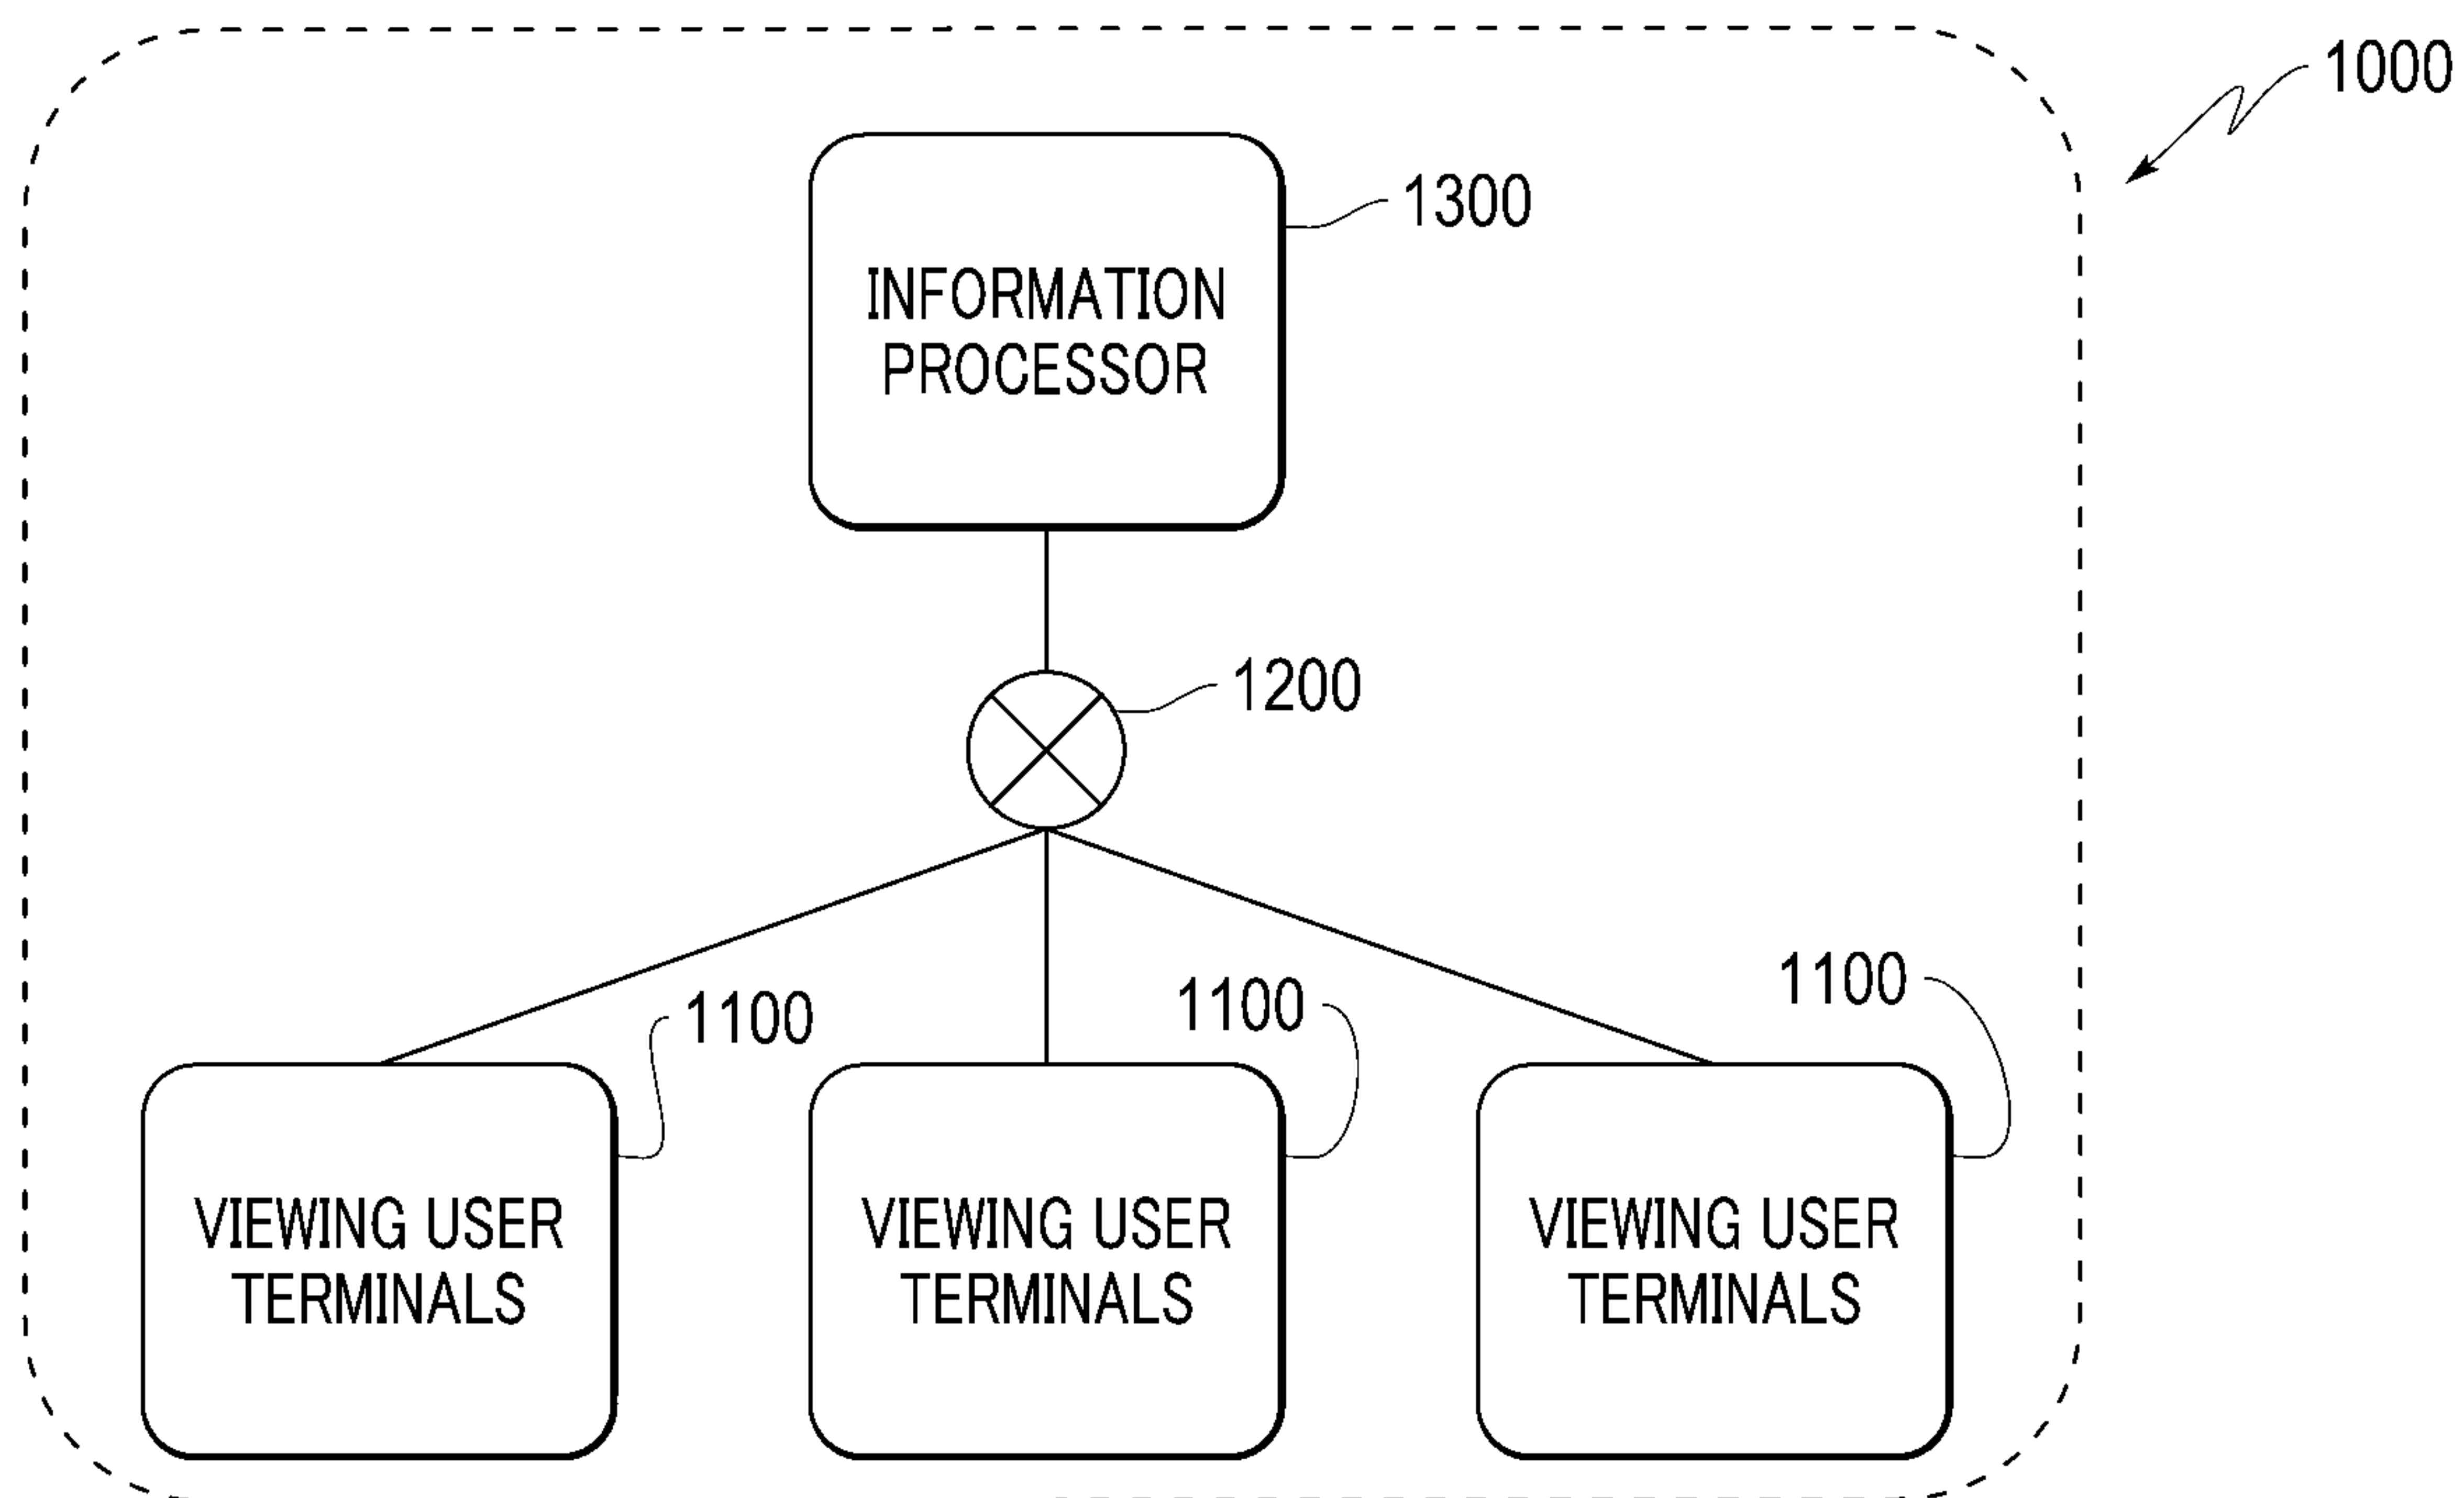 1000
1300
INFORMATION
PROCESSOR
1200
1100
1100
1100
VIEWING USER
TERMINALS
VIEWING USER
TERMINALS
VIEWING USER
TERMINALS